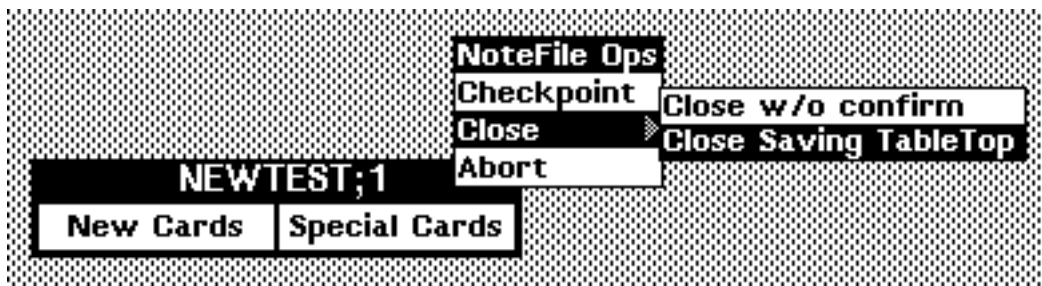 NoteFile Ops
Checkpoint
Close
Abort
Close w/o confirm
Close Saving TableTop
NEWTEST;1
New Cards
Special Cards